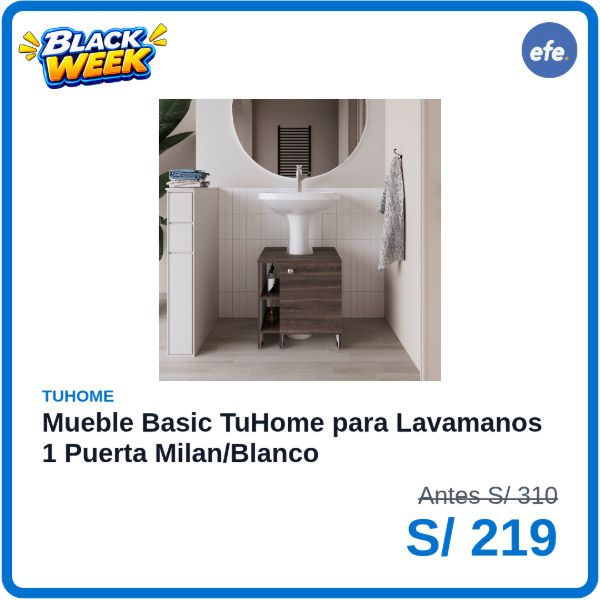 BLACK
WEEK
efe.
TUHOME
Mueble Basic TuHome para Lavamanos
1 Puerta Milan/Blanco
Antes S/ 310
S/ 219